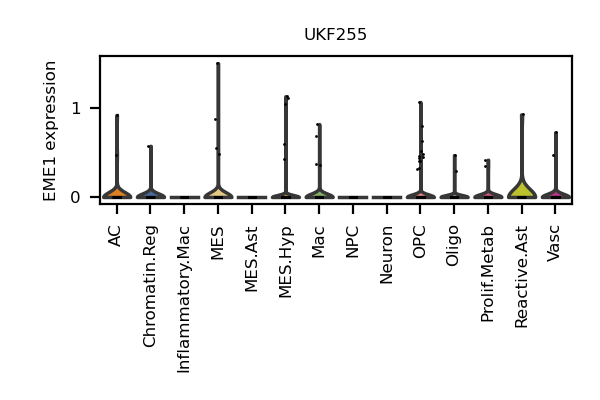 UKF255
EME1 expression
1
0
AC
Chromatin.Reg
Inflammatory.Mac
MES
MES.Ast
MES.Hyp
Mac
NPC
Neuron
OPC
Oligo
Prolif.Metab
Reactive.Ast
Vasc